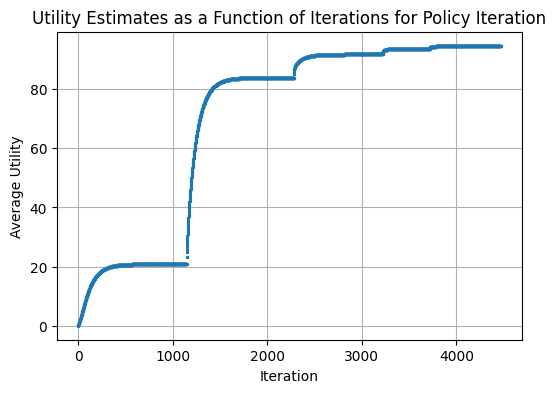 Utility Estimates as a Function of Iterations for Policy Iteration
80
60
40
20
0
Average Utility
0 1000 2000 3000 4000
Iteration